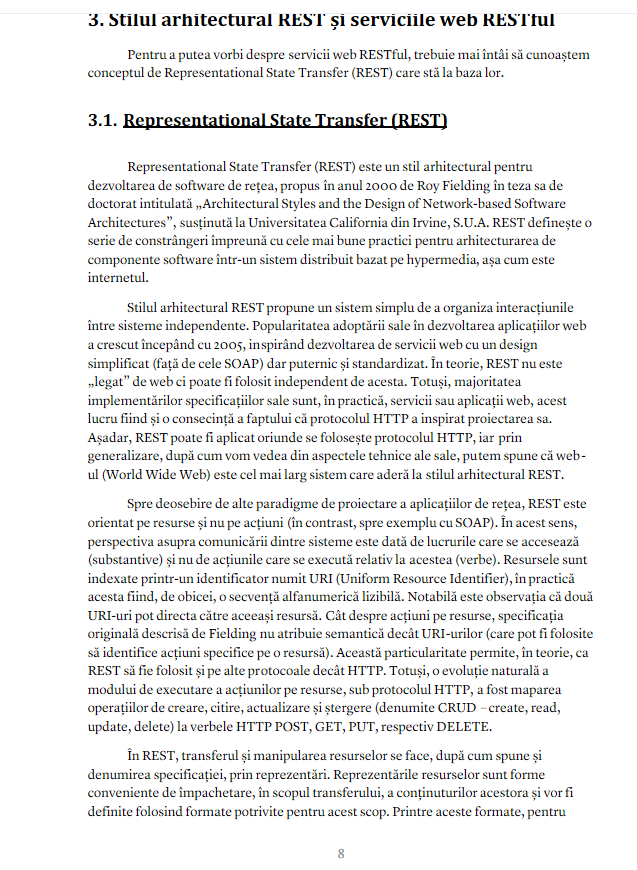 3. Stilul arhitectural REST și serviciile web RESTful
Pentru a putea vorbi despre servicii web RESTful, trebuie mai întâi să cunoaștem
conceptul de Representational State Transfer (REST) care stă la baza lor.
3.1. Representational State Transfer (REST)
Representational State Transfer (REST) este un stil arhitectural pentru
dezvoltarea de software de rețea, propus în anul 2000 de Roy Fielding în teza sa de
doctorat intitulată „Architectural Styles and the Design of Network-based Software
Architectures”, susținută la Universitatea California din Irvine, S.U.A. REST definește o
serie de constrângeri împreună cu cele mai bune practici pentru arhitecturarea de
componente software într-un sistem distribuit bazat pe hypermedia, așa cum este
internetul.
Stilul arhitectural REST propune un sistem simplu de a organiza interacțiunile
între sisteme independente. Popularitatea adoptării sale în dezvoltarea aplicațiilor web
a crescut începând cu 2005, inspirând dezvoltarea de servicii web cu un design
simplificat (față de cele SOAP) dar puternic și standardizat. În teorie, REST nu este
„legat” de web ci poate fi folosit independent de acesta. Totuși, majoritatea
implementărilor specificațiilor sale sunt, în practică, servicii sau aplicații web, acest
lucru fiind și o consecință a faptului că protocolul HTTP a inspirat proiectarea sa.
Așadar, REST poate fi aplicat oriunde se folosește protocolul HTTP, iar prin
generalizare, după cum vom vedea din aspectele tehnice ale sale, putem spune că web-
ul (World Wide Web) este cel mai larg sistem care aderă la stilul arhitectural REST.
Spre deosebire de alte paradigme de proiectare a aplicațiilor de rețea, REST este
orientat pe resurse și nu pe acțiuni (în contrast, spre exemplu cu SOAP). În acest sens,
perspectiva asupra comunicării dintre sisteme este dată de lucrurile care se accesează
(substantive) și nu de acțiunile care se execută relativ la acestea (verbe). Resursele sunt
indexate printr-un identificator numit URI (Uniform Resource Identifier), în practică
acesta fiind, de obicei, o secvență alfanumerică lizibilă. Notabilă este observația că două
URI-uri pot directa către aceeași resursă. Cât despre acțiuni pe resurse, specificația
originală descrisă de Fielding nu atribuie semantică decât URI-urilor (care pot fi folosite
să identifice acțiuni specifice pe o resursă). Această particularitate permite, în teorie, ca
REST să fie folosit și pe alte protocoale decât HTTP. Totuși, o evoluție naturală a
modului de executare a acțiunilor pe resurse, sub protocolul HTTP, a fost maparea
operațiilor de creare, citire, actualizare și ștergere (denumite CRUD – create, read,
update, delete) la verbele HTTP POST, GET, PUT, respectiv DELETE.
În REST, transferul și manipularea resurselor se face, după cum spune și
denumirea specificației, prin reprezentări. Reprezentările resurselor sunt forme
conveniente de împachetare, în scopul transferului, a conținuturilor acestora și vor fi
definite folosind formate potrivite pentru acest scop. Printre aceste formate, pentru
8